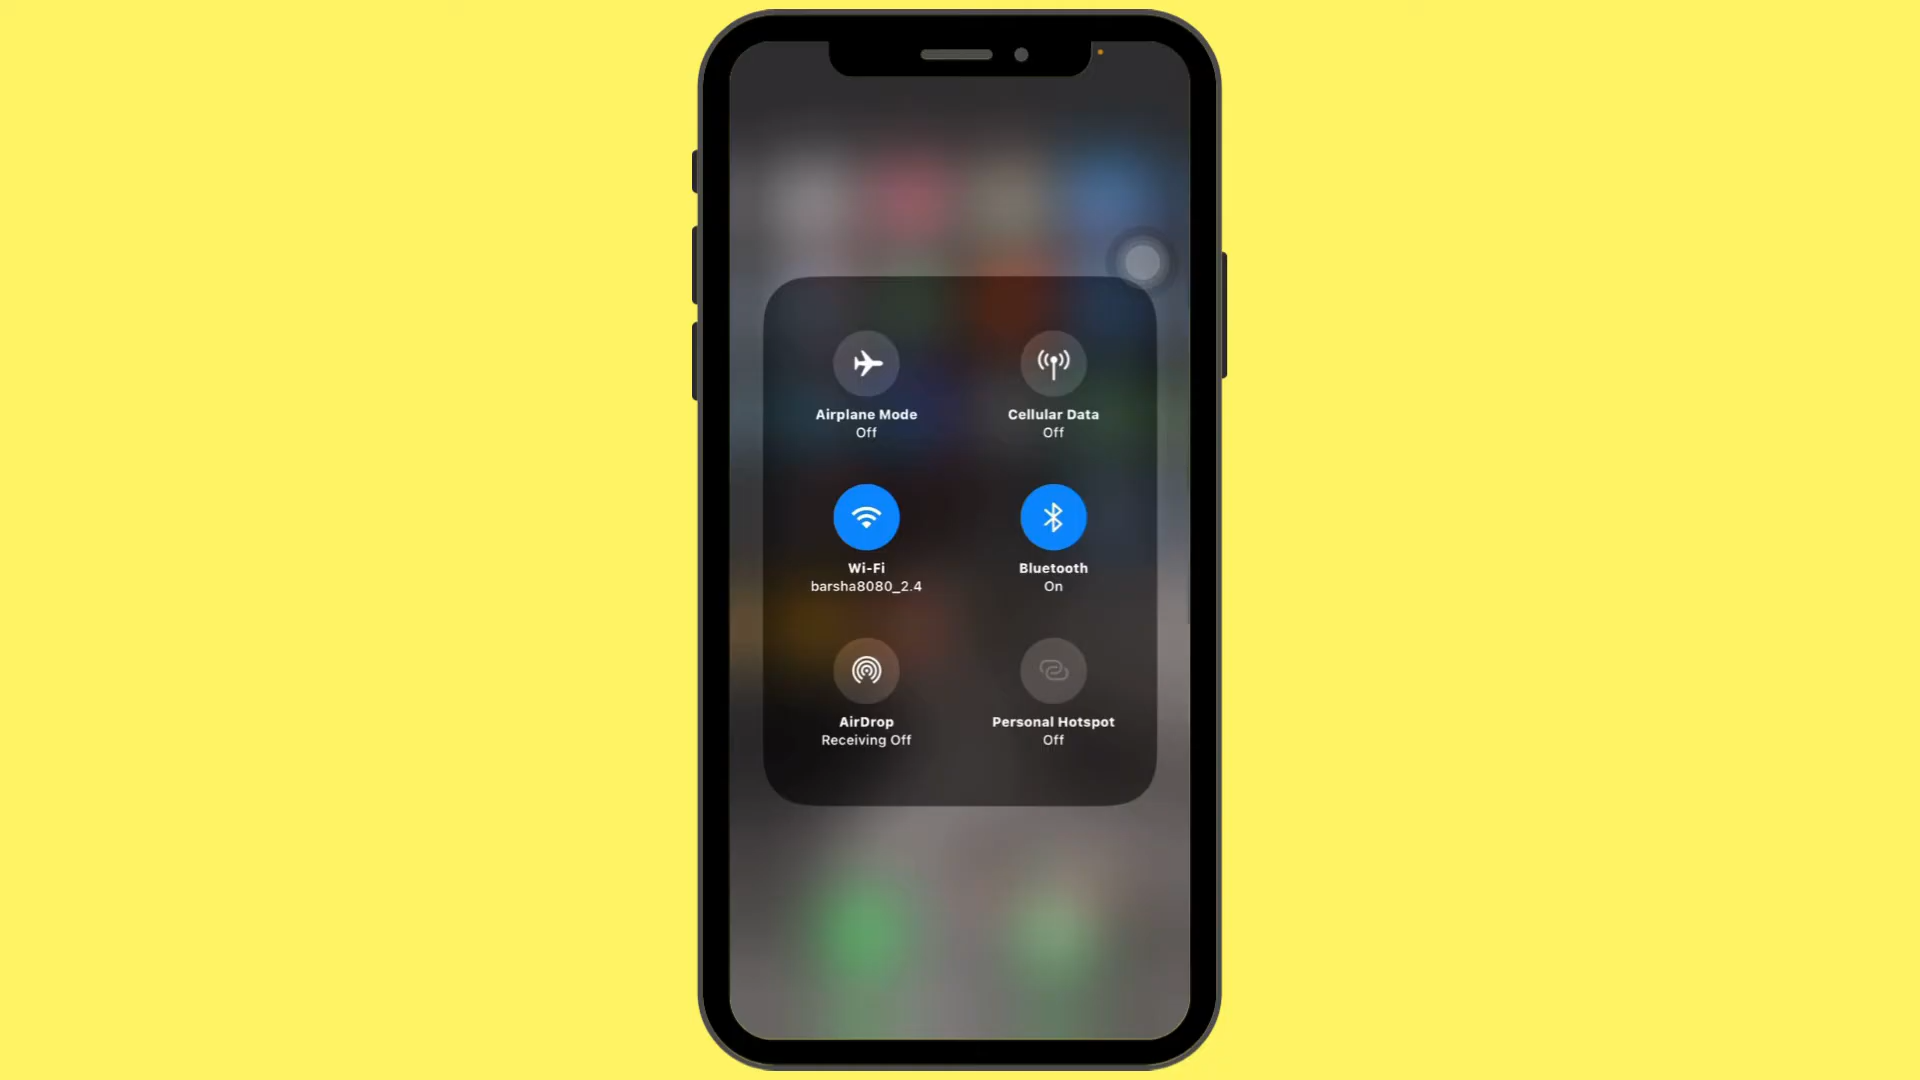 Airplane Mode
Off
Cellular Data
Off
Wi-Fi
barsha8080_2.4
Bluetooth
On
AirDrop
Receiving Off
Personal Hotspot
Off